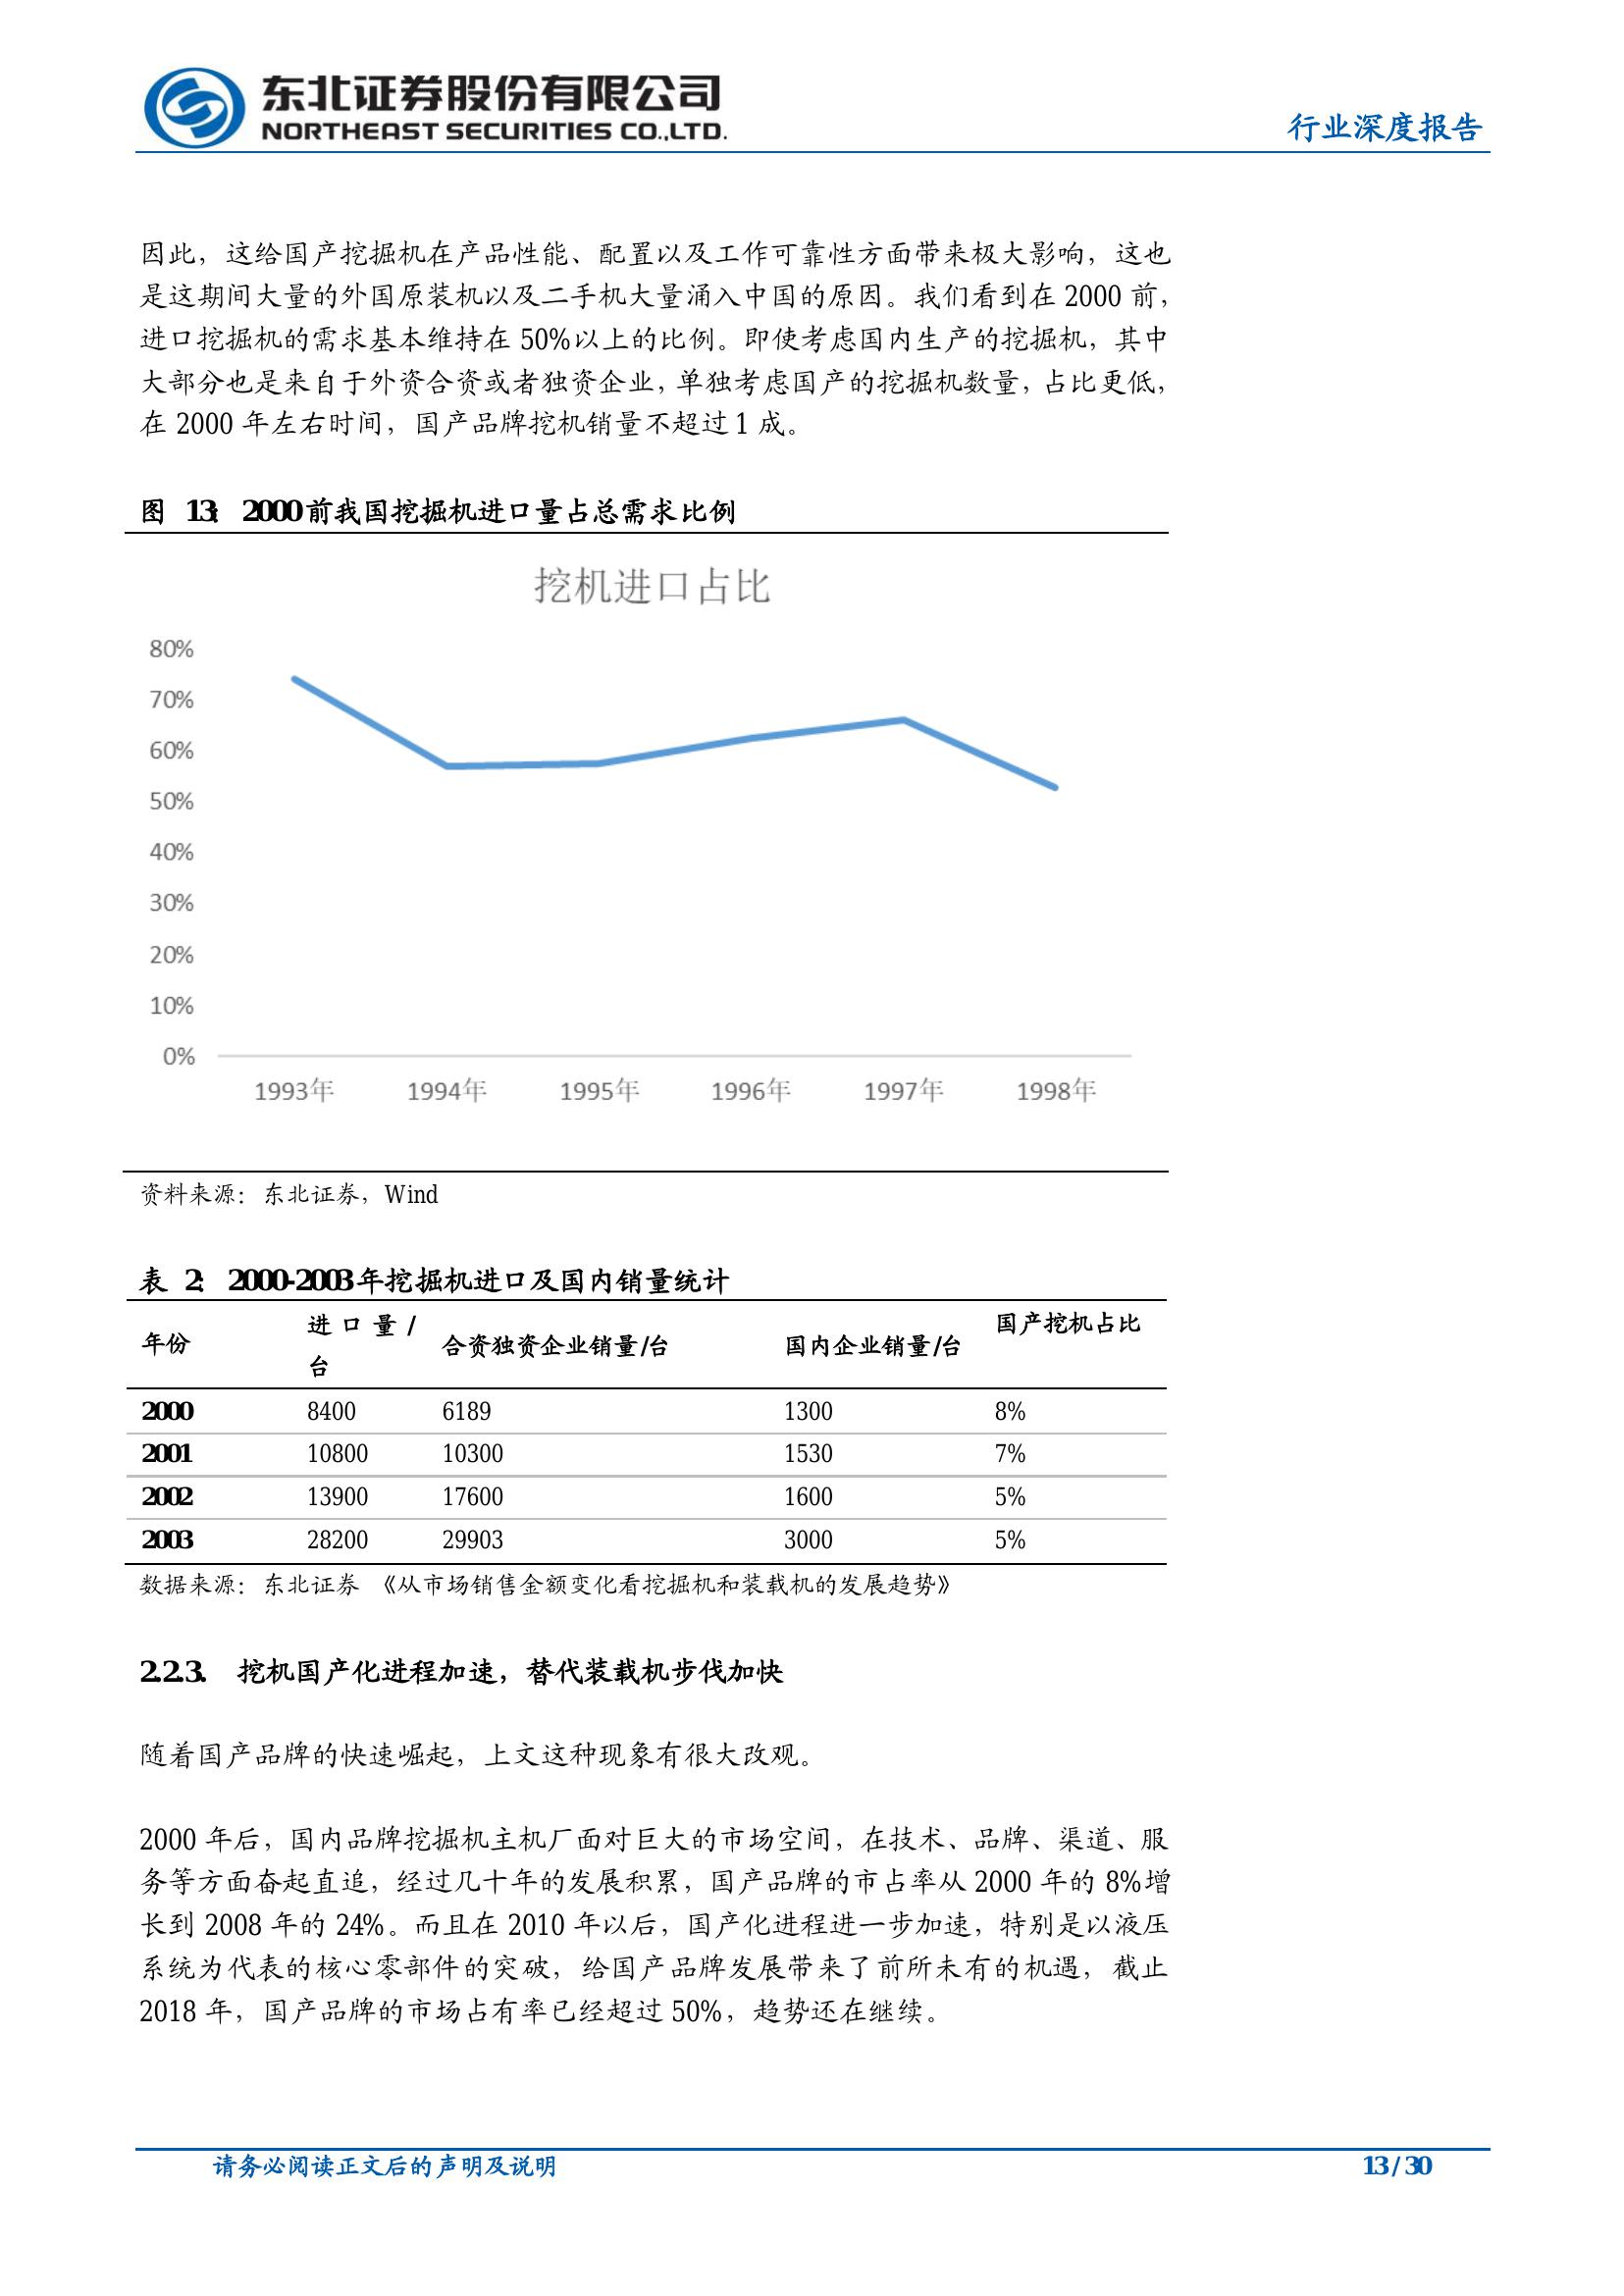 东北证券股份有限公司
NORTHEAST SECURITIES CO.,LTD.
行业深度报告
因此，这给国产挖掘机在产品性能、配置以及工作可靠性方面带来极大影响，这也
是这期间大量的外国原装机以及二手机大量涌入中国的原因。我们看到在 2000 前，
进口挖掘机的需求基本维持在 50%以上的比例。即使考虑国内生产的挖掘机，其中
大部分也是来自于外资合资或者独资企业，单独考虑国产的挖掘机数量，占比更低，
在 2000 年左右时间，国产品牌挖机销量不超过 1 成。
图 13： 2000 前我国挖掘机进口量占总需求比例
挖机进口占比
80%
70%
60%
50%
40%
30%
20%
10%
0%
1993年 1994年 1995年 1996年 1997年 1998年
资料来源：东北证券，Wind
表 2： 2000-2003 年挖掘机进口及国内销量统计
年份 进口量/台 合资独资企业销量/台 国内企业销量/台 国产挖机占比
2000 8400 6189 1300 8%
2001 10800 10300 1530 7%
2002 13900 17600 1600 5%
2003 28200 29903 3000 5%
数据来源：东北证券 《从市场销售金额变化看挖掘机和装载机的发展趋势》
2.2.3. 挖机国产化进程加速，替代装载机步伐加快
随着国产品牌的快速崛起，上文这种现象有很大改观。
2000 年后，国内品牌挖掘机主机厂面对巨大的市场空间，在技术、品牌、渠道、服
务等方面奋起直追，经过几十年的发展积累，国产品牌的市占率从 2000 年的 8%增
长到 2008 年的 24%。而且在 2010 年以后，国产化进程进一步加速，特别是以液压
系统为代表的核心零部件的突破，给国产品牌发展带来了前所未有的机遇，截止
2018 年，国产品牌的市场占有率已经超过 50%，趋势还在继续。
请务必阅读正文后的声明及说明
13 / 30